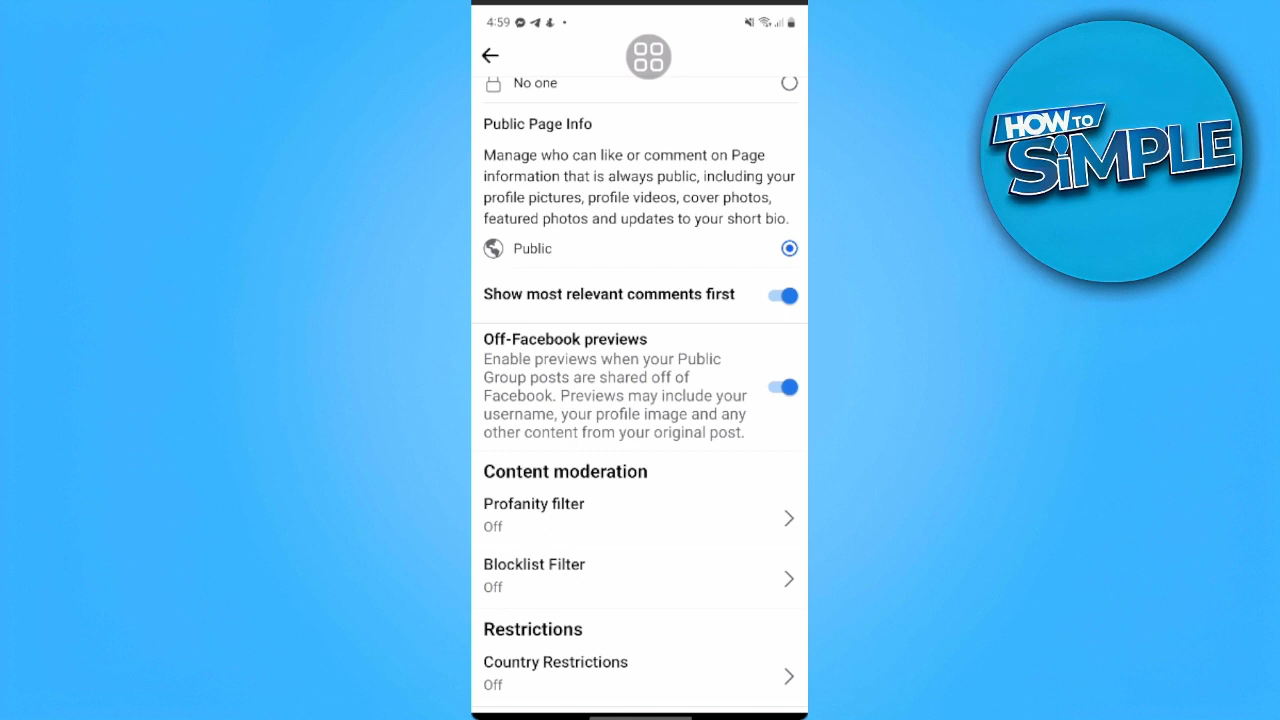 4:59
No one
Public Page Info
Manage who can like or comment on Page
information that is always public, including your
profile pictures, profile videos, cover photos,
featured photos and updates to your short bio.
Public
Show most relevant comments first
Off-Facebook previews
Enable previews when your Public
Group posts are shared off of
Facebook. Previews may include your
username, your profile image and any
other content from your original post.
Content moderation
Profanity filter
Off
Blocklist Filter
Off
Restrictions
Country Restrictions
Off
HOW TO
SiMPLE